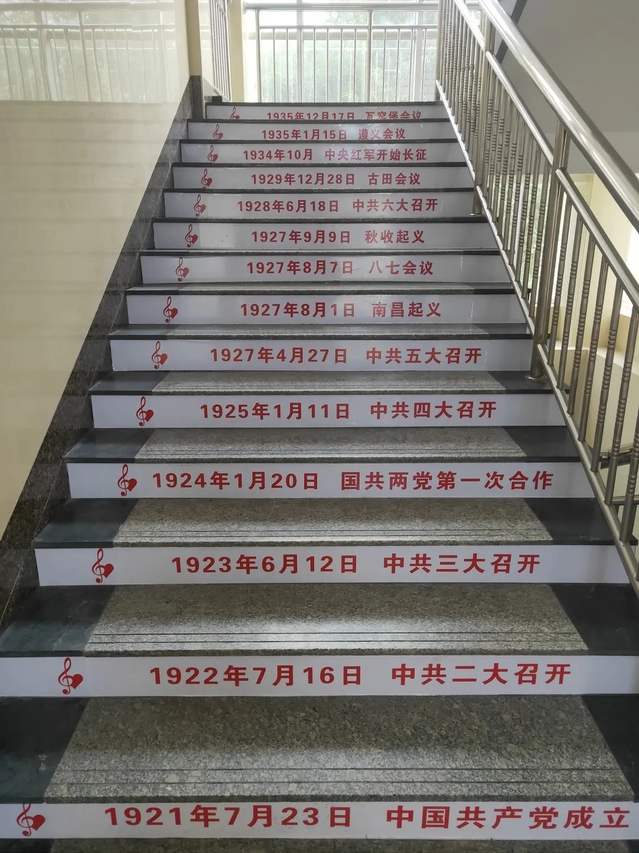 1935年12月17日 瓦窑堡会议
1935年1月15日 遵义会议
1934年10月 中央红军开始长征
1929年12月28日 古田会议
1928年6月18日 中共六大召开
1927年9月9日 秋收起义
1927年8月7日 八七会议
1927年8月1日 南昌起义
1927年4月27日 中共五大召开
1925年1月11日 中共四大召开
1924年1月20日 国共两党第一次合作
1923年6月12日 中共三大召开
1922年7月16日 中共二大召开
1921年7月23日 中国共产党成立